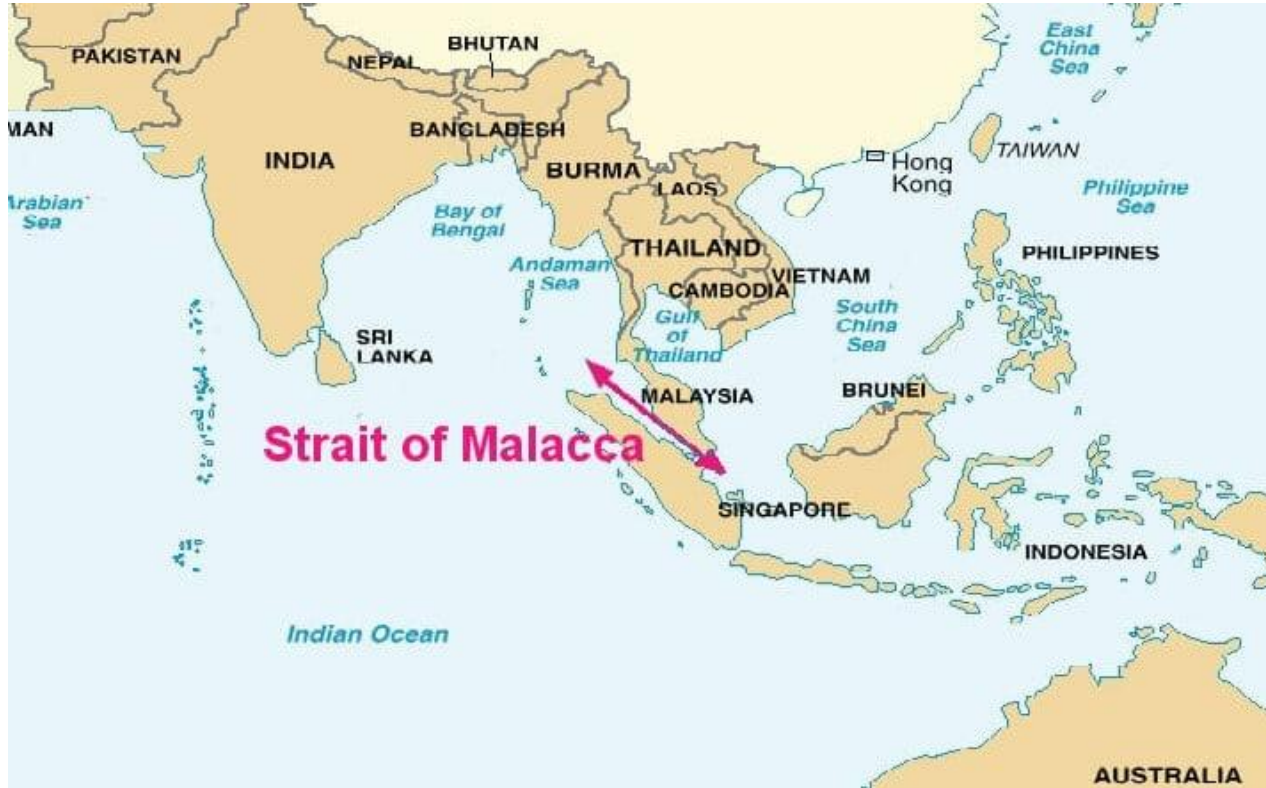 East
China
Sea
BHUTAN
PAKISTAN
NEPAL
MAN
BANGLADESH
INDIA
BURMA
LAOS
Hong
Kong
TAIWAN
Arabian
Sea
Bay of
Bengal
Philippine
Sea
THAILAND
PHILIPPINES
Andaman
Sea
VIETNAM
CAMBODIA
South
China
Sea
Gulf
of
Thailand
SRI
LANKA
MALAYSIA
BRUNEI
Strait of Malacca
SINGAPORE
INDONESIA
Indian Ocean
AUSTRALIA